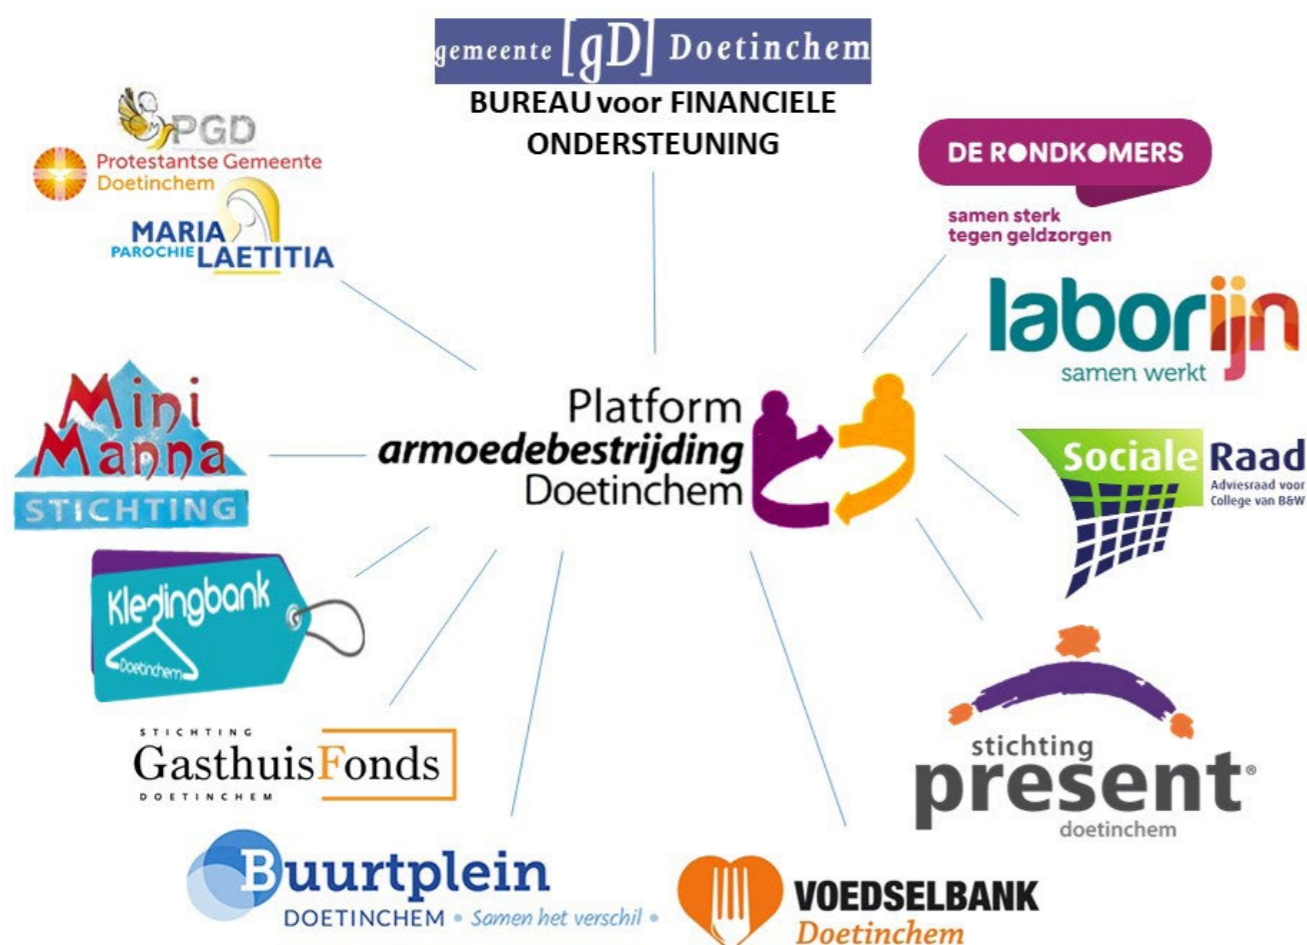 gemeente [gD] Doetinchem
BUREAU voor FINANCIELE
ONDERSTEUNING
PGD
Protestantse Gemeente
Doetinchem
MARIA
PAROCHIE LAETITIA
DE RONDKOMERS
samen sterk
tegen geldzorgen
laborijn
samen werkt
Mini
Manna
STICHTING
Platform
armoedebestrijding
Doetinchem
Sociale Raad
Adviesraad voor
College van B&W
Kledingbank
Doetinchem
STICHTING
GasthuisFonds
DOETINCHEM
stichting
present®
doetinchem
Buurtplein
DOETINCHEM • Samen het verschil •
VOEDSELBANK
Doetinchem